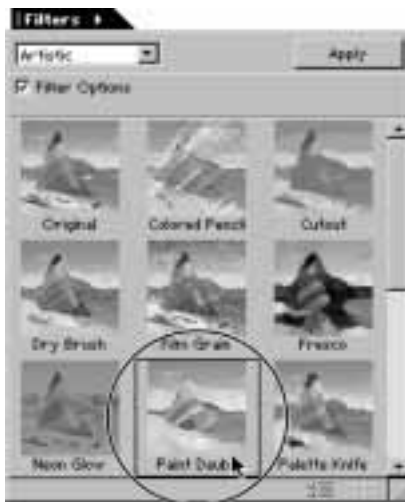 Filters
Artistic Apply
Filter Options
Original Colored Pencil Cutout
Dry Brush Film Grain Fresco
Neon Glow Paint Daub Palette Knife